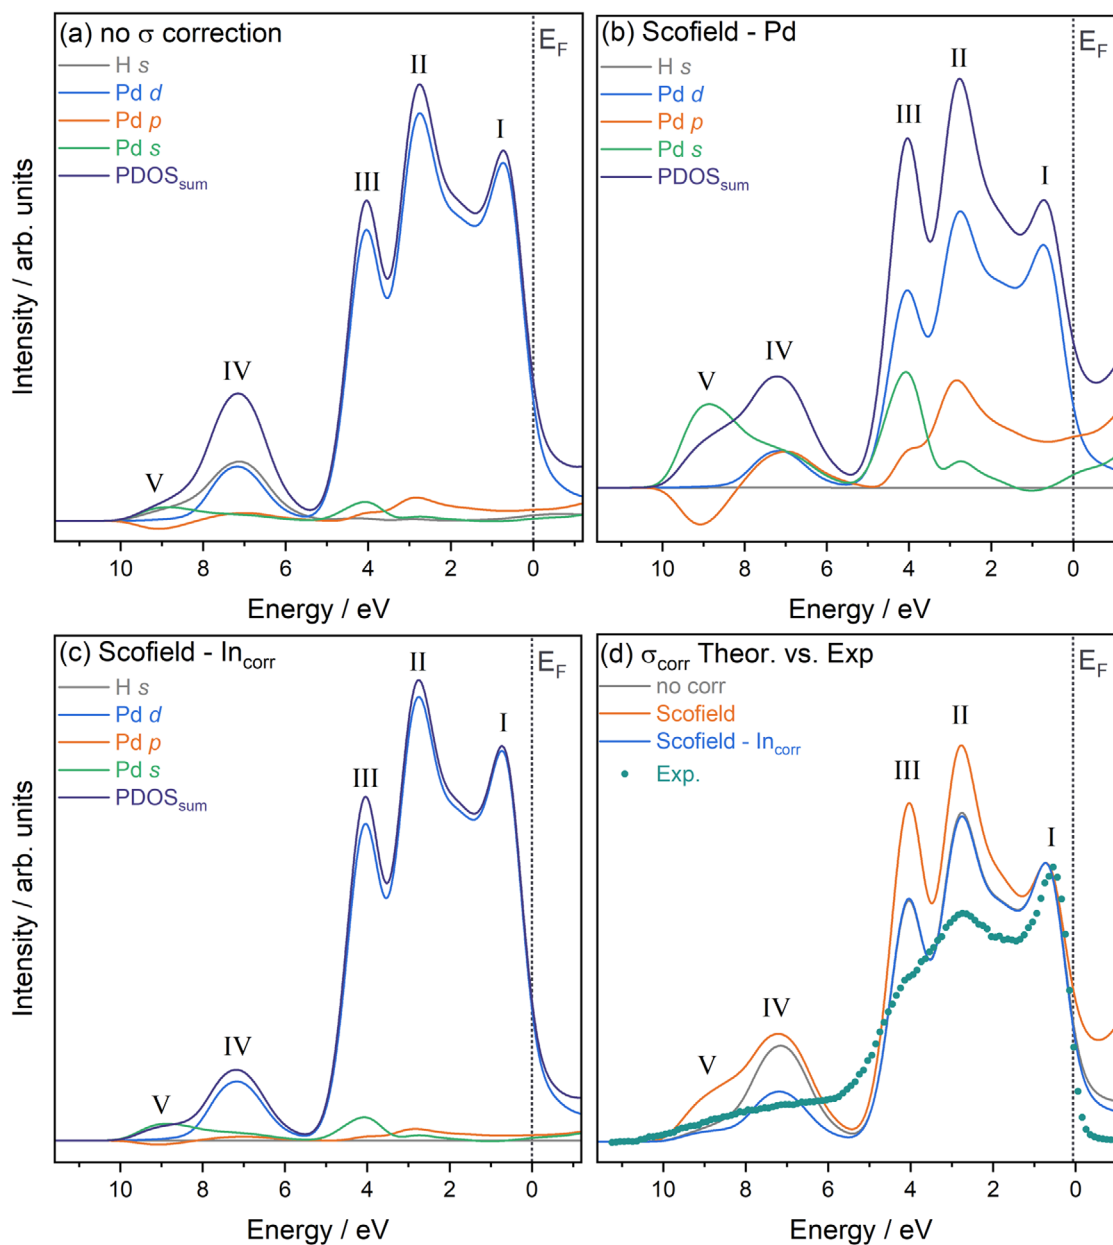 (a) no σ correction
E_F
H s
Pd d
Pd p
Pd s
PDOS_sum
I
II
III
IV
V
Intensity / arb. units
10 8 6 4 2 0
Energy / eV
(b) Scofield - Pd
E_F
H s
Pd d
Pd p
Pd s
PDOS_sum
I
II
III
IV
V
10 8 6 4 2 0
Energy / eV
(c) Scofield - In_corr
E_F
H s
Pd d
Pd p
Pd s
PDOS_sum
I
II
III
IV
V
Intensity / arb. units
10 8 6 4 2 0
Energy / eV
(d) σ_corr Theor. vs. Exp
E_F
no corr
Scofield
Scofield - In_corr
Exp.
I
II
III
IV
V
10 8 6 4 2 0
Energy / eV